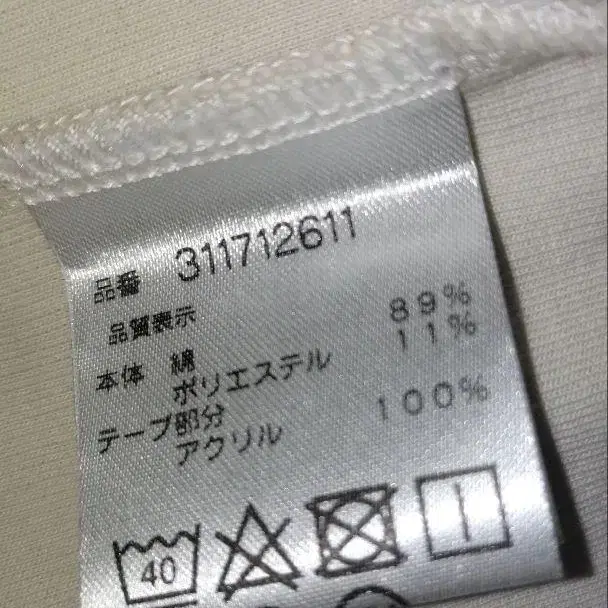 品番 311712611
品質表示
本体 綿 89%
ポリエステル 11%
テープ部分
アクリル 100%
40